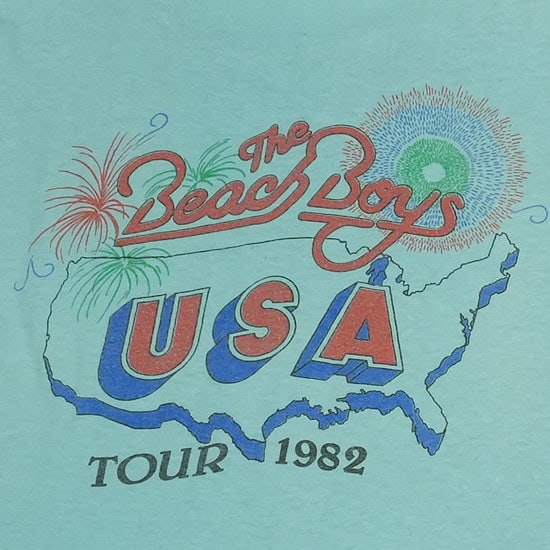 The
Beach Boys
USA
TOUR 1982